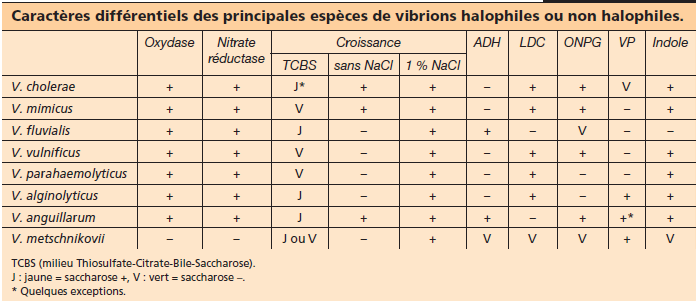 Caractères différentiels des principales espèces de vibrions halophiles ou non halophiles.
Oxydase Nitrate réductase Croissance ADH LDC ONPG VP Indole
TCBS sans NaCl 1 % NaCl
V. cholerae + + J* + + – + + V +
V. mimicus + + V + + – + + – +
V. fluvialis + + J – + + – V – –
V. vulnificus + + V – + – + + – +
V. parahaemolyticus + + V – + – + – – +
V. alginolyticus + + J – + – + – + +
V. anguillarum + + J + + + – + +* +
V. metschnikovii – – J ou V – + V V V + V
TCBS (milieu Thiosulfate-Citrate-Bile-Saccharose).
J : jaune = saccharose +, V : vert = saccharose –.
* Quelques exceptions.